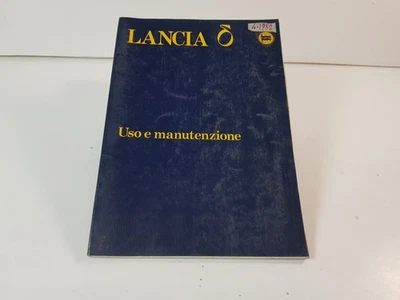 LANCIA δ
Uso e manutenzione